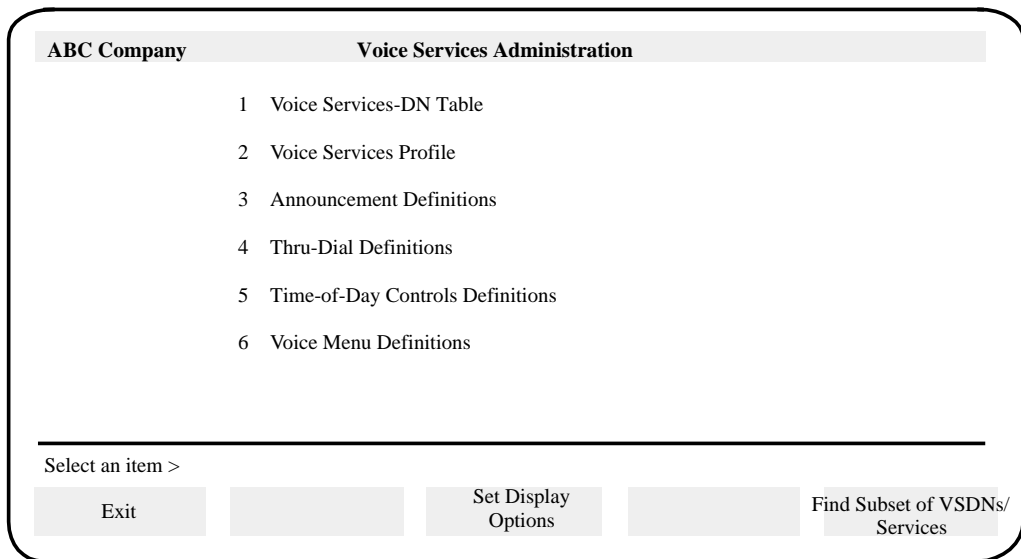 ABC Company Voice Services Administration
1 Voice Services-DN Table
2 Voice Services Profile
3 Announcement Definitions
4 Thru-Dial Definitions
5 Time-of-Day Controls Definitions
6 Voice Menu Definitions
Select an item >
Exit
Set Display
Options
Find Subset of VSDNs/
Services